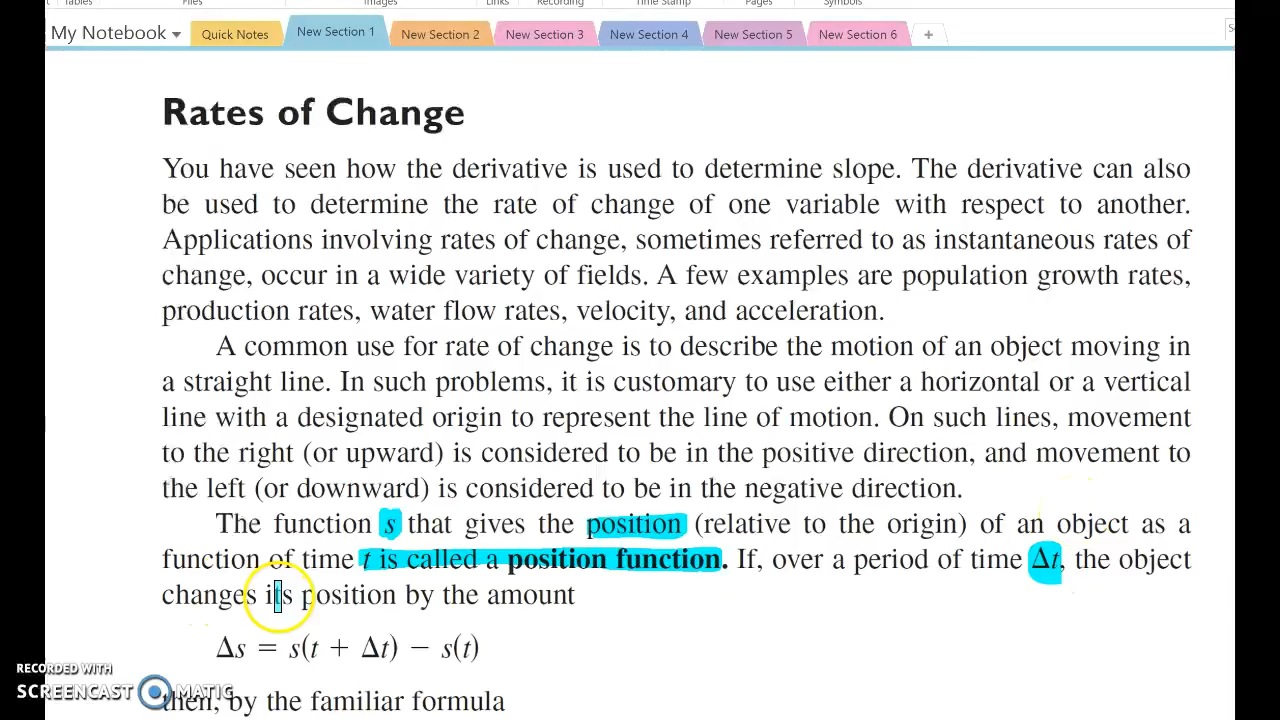 Tables Files Images Links Recording Time Stamp Pages Symbols
My Notebook Quick Notes New Section 1 New Section 2 New Section 3 New Section 4 New Section 5 New Section 6 +
Rates of Change
You have seen how the derivative is used to determine slope. The derivative can also
be used to determine the rate of change of one variable with respect to another.
Applications involving rates of change, sometimes referred to as instantaneous rates of
change, occur in a wide variety of fields. A few examples are population growth rates,
production rates, water flow rates, velocity, and acceleration.
A common use for rate of change is to describe the motion of an object moving in
a straight line. In such problems, it is customary to use either a horizontal or a vertical
line with a designated origin to represent the line of motion. On such lines, movement
to the right (or upward) is considered to be in the positive direction, and movement to
the left (or downward) is considered to be in the negative direction.
The function s that gives the position (relative to the origin) of an object as a
function of time t is called a position function. If, over a period of time Δt, the object
changes its position by the amount
Δs = s(t + Δt) − s(t)
then, by the familiar formula
RECORDED WITH
SCREENCAST MATIC